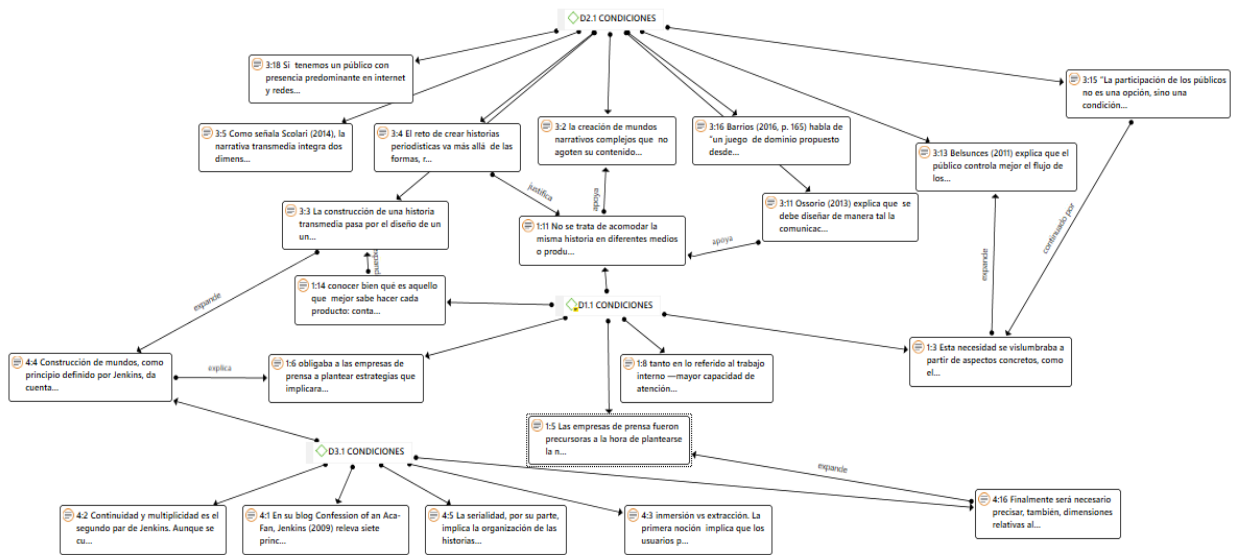 D2.1 CONDICIONES
3:18 Si tenemos un público con
presencia predominante en internet
y redes...
3:15 "La participación de los públicos
no es una opción, sino una
condición...
3:5 Como señala Scolari (2014), la
narrativa transmedia integra dos
dimens...
3:4 El reto de crear historias
periodísticas va más allá de las
formas, r...
3:2 la creación de mundos
narrativos complejos que no
agoten su contenido...
3:16 Barrios (2016, p. 165) habla de
"un juego de dominio propuesto
desde...
3:13 Belsunces (2011) explica que el
público controla mejor el flujo de
los...
justifica
apoya
3:3 La construcción de una historia
transmedia pasa por el diseño de un
un...
1:11 No se trata de acomodar la
misma historia en diferentes medios
o produ...
3:11 Ossorio (2013) explica que se
debe diseñar de manera tal la
comunicac...
apoya
continuado por
expande
expande
1:14 conocer bien qué es aquello
que mejor sabe hacer cada
producto: conta...
D1.1 CONDICIONES
expande
4:4 Construcción de mundos, como
principio definido por Jenkins, da
cuenta...
explica
1:6 obligaba a las empresas de
prensa a plantear estrategias que
implicara...
1:8 tanto en lo referido al trabajo
interno —mayor capacidad de
atención...
1:3 Esta necesidad se vislumbraba a
partir de aspectos concretos, como
el...
1:5 Las empresas de prensa fueron
precursoras a la hora de plantearse
la n...
D3.1 CONDICIONES
expande
4:2 Continuidad y multiplicidad es el
segundo par de Jenkins. Aunque se
cu...
4:1 En su blog Confession of an Aca-
Fan, Jenkins (2009) releva siete
princ...
4:5 La serialidad, por su parte,
implica la organización de las
historias...
4:3 inmersión vs extracción. La
primera noción implica que los
usuarios p...
4:16 Finalmente será necesario
precisar, también, dimensiones
relativas al...